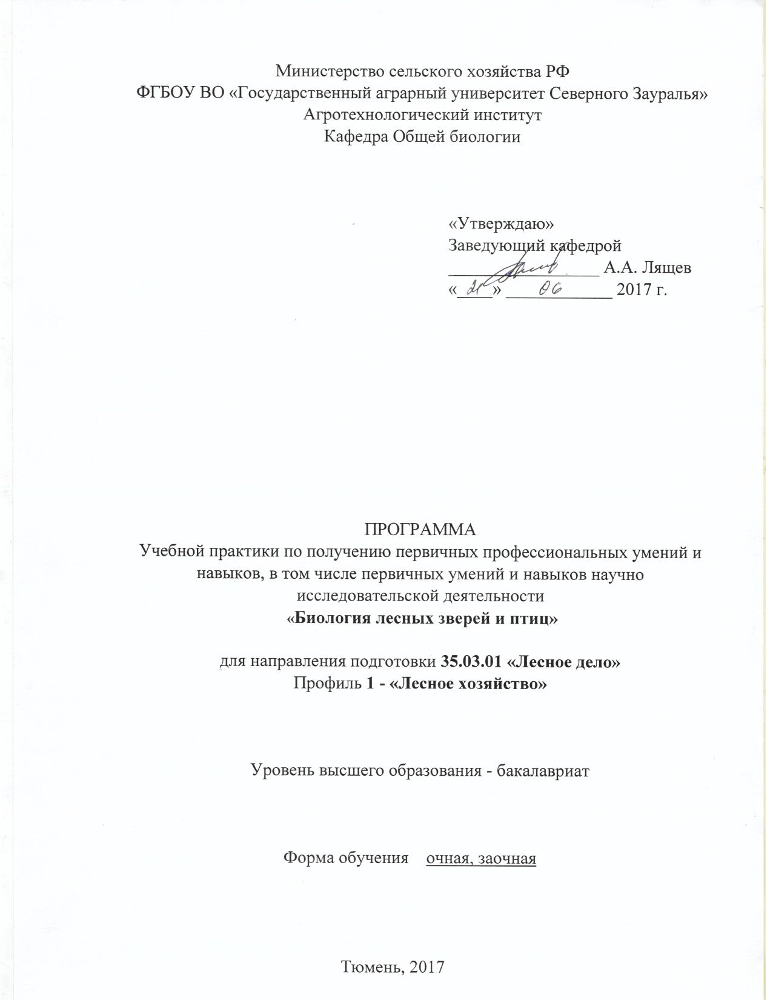 Министерство сельского хозяйства РФ
ФГБОУ ВО «Государственный аграрный университет Северного Зауралья»
Агротехнологический институт
Кафедра Общей биологии
«Утверждаю»
Заведующий кафедрой
А.А. Лящев
« » 06 2017 г.
ПРОГРАММА
Учебной практики по получению первичных профессиональных умений и
навыков, в том числе первичных умений и навыков научно
исследовательской деятельности
«Биология лесных зверей и птиц»
для направления подготовки 35.03.01 «Лесное дело»
Профиль 1 - «Лесное хозяйство»
Уровень высшего образования - бакалавриат
Форма обучения очная, заочная
Тюмень, 2017